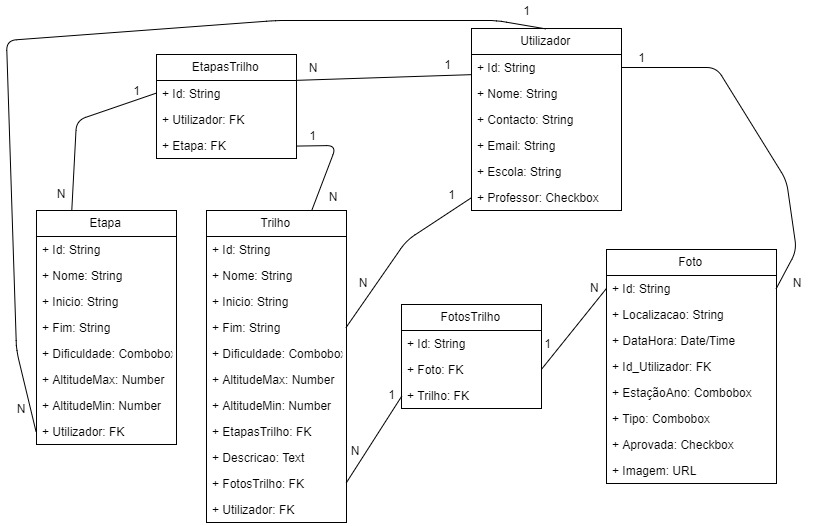 1
Utilizador
+ Id: String
+ Nome: String
+ Contacto: String
+ Email: String
+ Escola: String
+ Professor: Checkbox
EtapasTrilho
+ Id: String
+ Utilizador: FK
+ Etapa: FK
N
1
1
1
1
N
N
1
N
N
Etapa
+ Id: String
+ Nome: String
+ Inicio: String
+ Fim: String
+ Dificuldade: Combobox
+ AltitudeMax: Number
+ AltitudeMin: Number
+ Utilizador: FK
N
Trilho
+ Id: String
+ Nome: String
+ Inicio: String
+ Fim: String
+ Dificuldade: Combobox
+ AltitudeMax: Number
+ AltitudeMin: Number
+ EtapasTrilho: FK
+ Descricao: Text
+ FotosTrilho: FK
+ Utilizador: FK
FotosTrilho
+ Id: String
+ Foto: FK
+ Trilho: FK
1
N
1
N
Foto
+ Id: String
+ Localizacao: String
+ DataHora: Date/Time
+ Id_Utilizador: FK
+ EstaçãoAno: Combobox
+ Tipo: Combobox
+ Aprovada: Checkbox
+ Imagem: URL
N